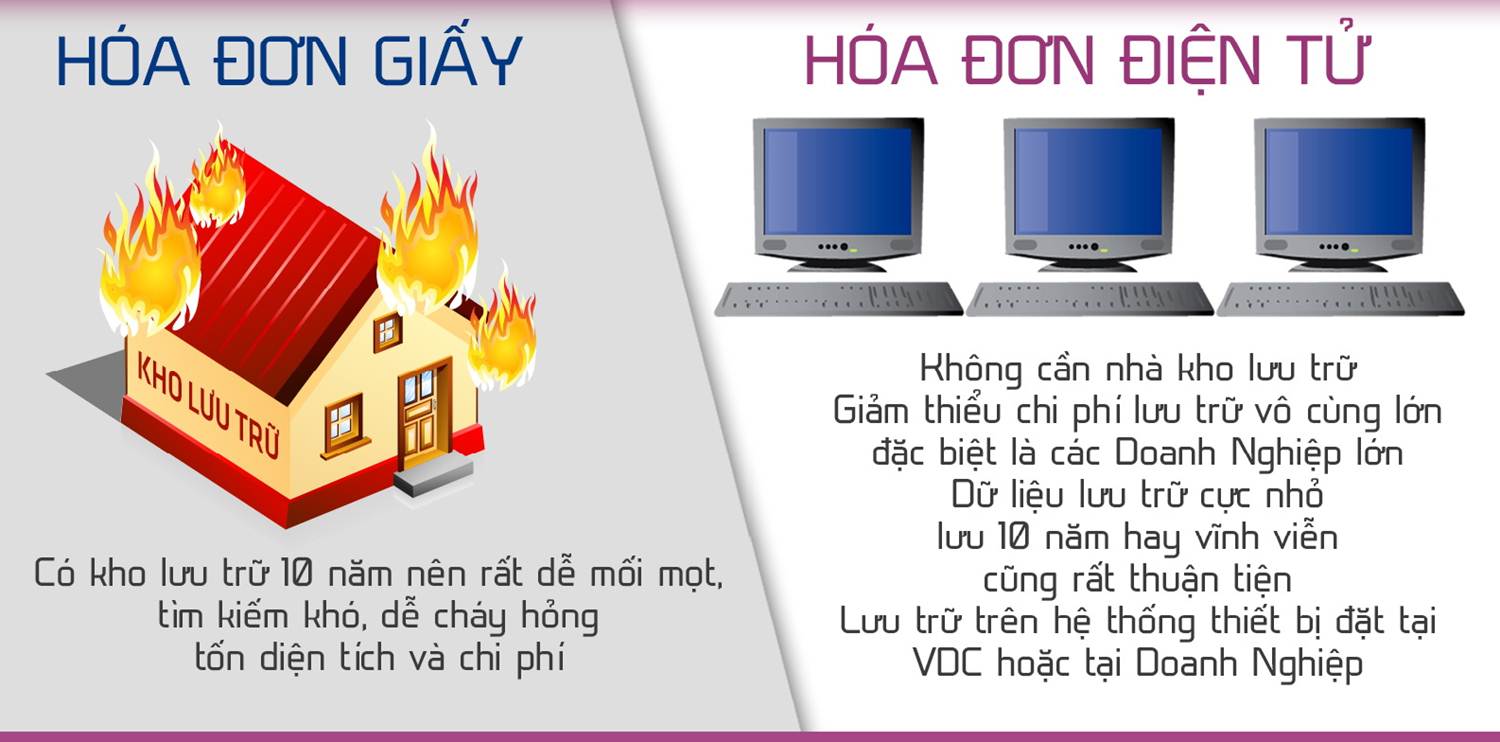 HÓA ĐƠN GIẤY
KHO LƯU TRỮ
Có kho lưu trữ 10 năm nên rất dễ mối mọt,
tìm kiếm khó, dễ cháy hỏng
tốn diện tích và chi phí
HÓA ĐƠN ĐIỆN TỬ
Không cần nhà kho lưu trữ
Giảm thiểu chi phí lưu trữ vô cùng lớn
đặc biệt là các Doanh Nghiệp lớn
Dữ liệu lưu trữ cực nhỏ
lưu 10 năm hay vĩnh viễn
cũng rất thuận tiện
Lưu trữ trên hệ thống thiết bị đặt tại
VDC hoặc tại Doanh Nghiệp